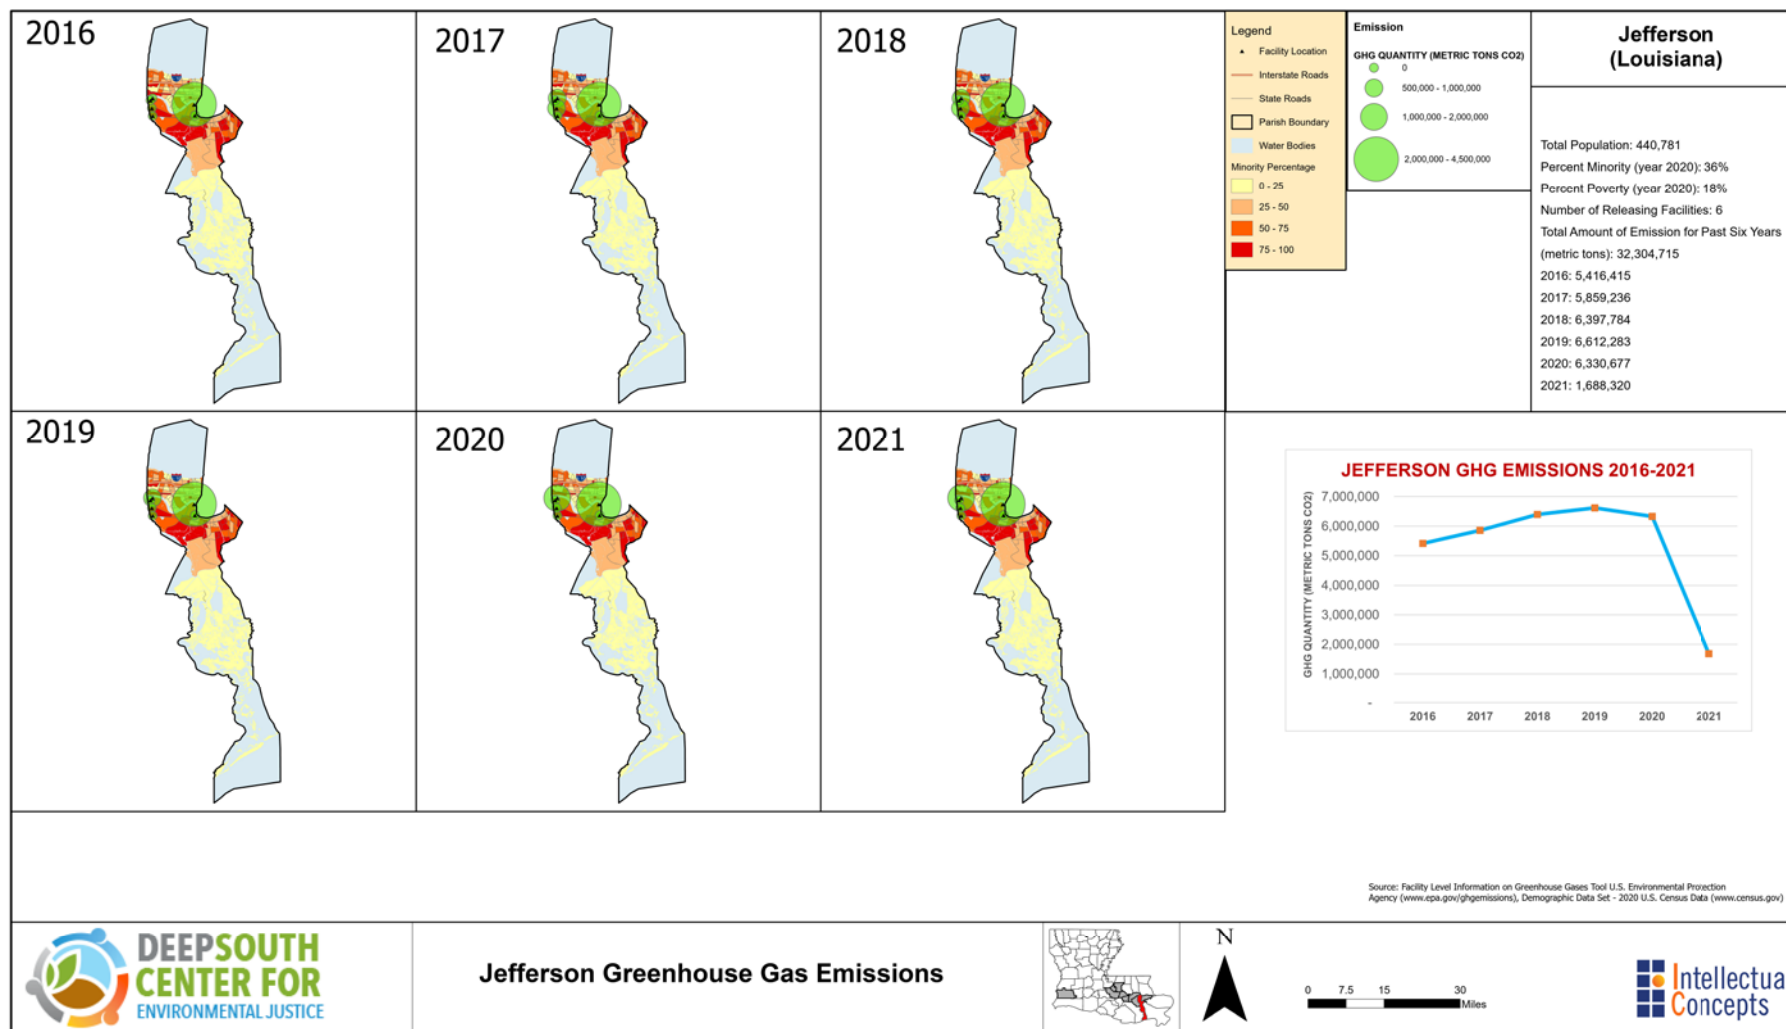 2016
2017
2018
Legend
Facility Location
Interstate Roads
State Roads
Parish Boundary
Water Bodies
Minority Percentage
0 - 25
25 - 50
50 - 75
75 - 100
Emission
GHG QUANTITY (METRIC TONS CO2)
0
500,000 - 1,000,000
1,000,000 - 2,000,000
2,000,000 - 4,500,000
Jefferson
(Louisiana)
Total Population: 440,781
Percent Minority (year 2020): 36%
Percent Poverty (year 2020): 18%
Number of Releasing Facilities: 6
Total Amount of Emission for Past Six Years
(metric tons): 32,304,715
2016: 5,416,415
2017: 5,859,236
2018: 6,397,784
2019: 6,612,283
2020: 6,330,677
2021: 1,688,320
2019
2020
2021
JEFFERSON GHG EMISSIONS 2016-2021
GHG QUANTITY (METRIC TONS CO2)
7,000,000
6,000,000
5,000,000
4,000,000
3,000,000
2,000,000
1,000,000
-
2016 2017 2018 2019 2020 2021
Source: Facility Level Information on Greenhouse Gases Tool U.S. Environmental Protection
Agency (www.epa.gov/ghgemissions), Demographic Data Set - 2020 U.S. Census Data (www.census.gov)
DEEPSOUTH
CENTER FOR
ENVIRONMENTAL JUSTICE
Jefferson Greenhouse Gas Emissions
N
0 7.5 15 30
Miles
Intellectua
Concepts